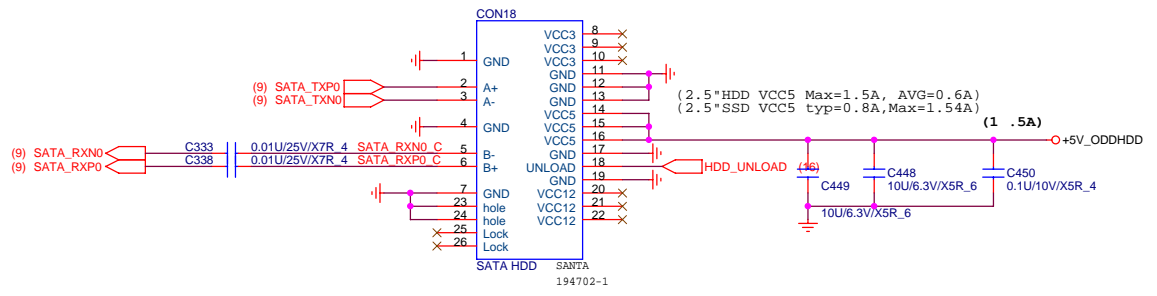 CON18
1 GND
(9) SATA_TXP0 2 A+
(9) SATA_TXN0 3 A-
4 GND
(9) SATA_RXN0 C333 0.01U/25V/X7R_4 SATA_RXN0_C 5 B-
(9) SATA_RXP0 C338 0.01U/25V/X7R_4 SATA_RXP0_C 6 B+
7 GND
23 hole
24 hole
25 Lock
26 Lock
VCC3 8
VCC3 9
VCC3 10
GND 11
GND 12
GND 13
VCC5 14
VCC5 15
VCC5 16
GND 17
UNLOAD 18 HDD_UNLOAD (16)
GND 19
VCC12 20
VCC12 21
VCC12 22
SATA HDD SANTA
194702-1
(2.5"HDD VCC5 Max=1.5A, AVG=0.6A)
(2.5"SSD VCC5 typ=0.8A,Max=1.54A)
(1 .5A)
+5V_ODDHDD
C449
10U/6.3V/X5R_6
C448
10U/6.3V/X5R_6
C450
0.1U/10V/X5R_4